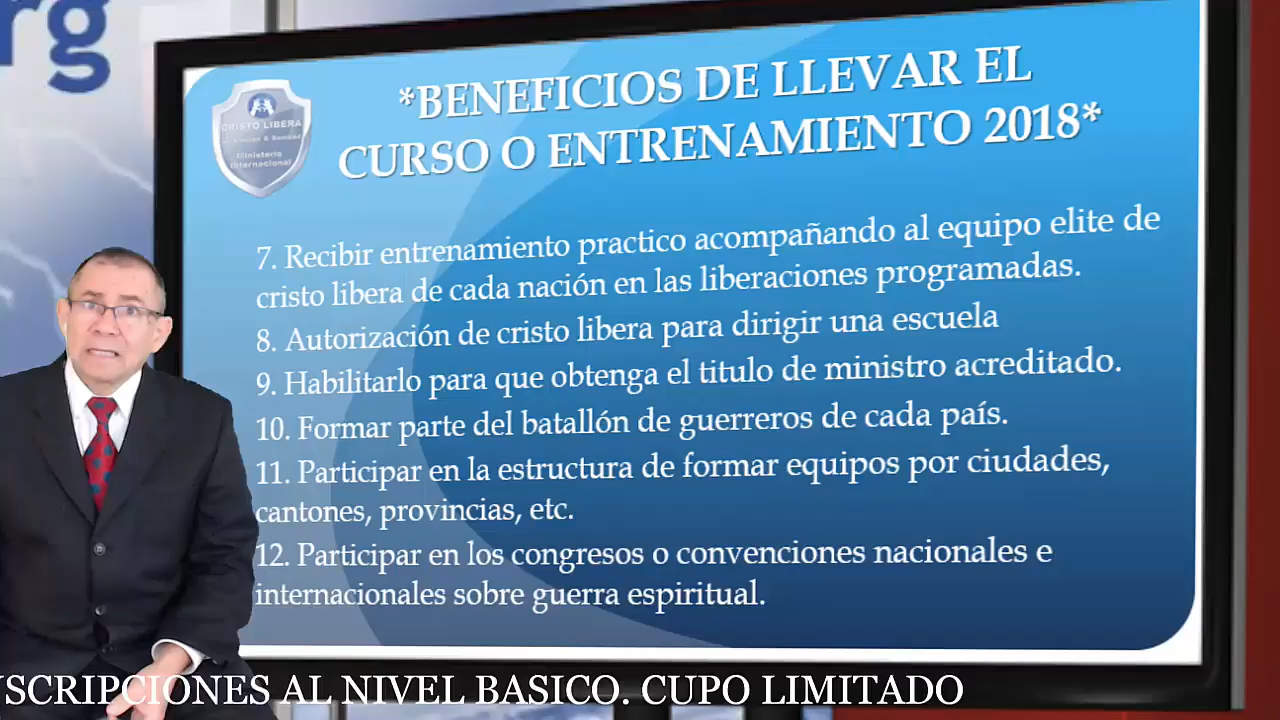 rg
CRISTO LIBERA
Ministerio
Internacional
*BENEFICIOS DE LLEVAR EL
CURSO O ENTRENAMIENTO 2018*
7. Recibir entrenamiento practico acompañando al equipo elite de
cristo libera de cada nación en las liberaciones programadas.
8. Autorización de cristo libera para dirigir una escuela
9. Habilitarlo para que obtenga el titulo de ministro acreditado.
10. Formar parte del batallón de guerreros de cada país.
11. Participar en la estructura de formar equipos por ciudades,
cantones, provincias, etc.
12. Participar en los congresos o convenciones nacionales e
internacionales sobre guerra espiritual.
NSCRIPCIONES AL NIVEL BASICO. CUPO LIMITADO